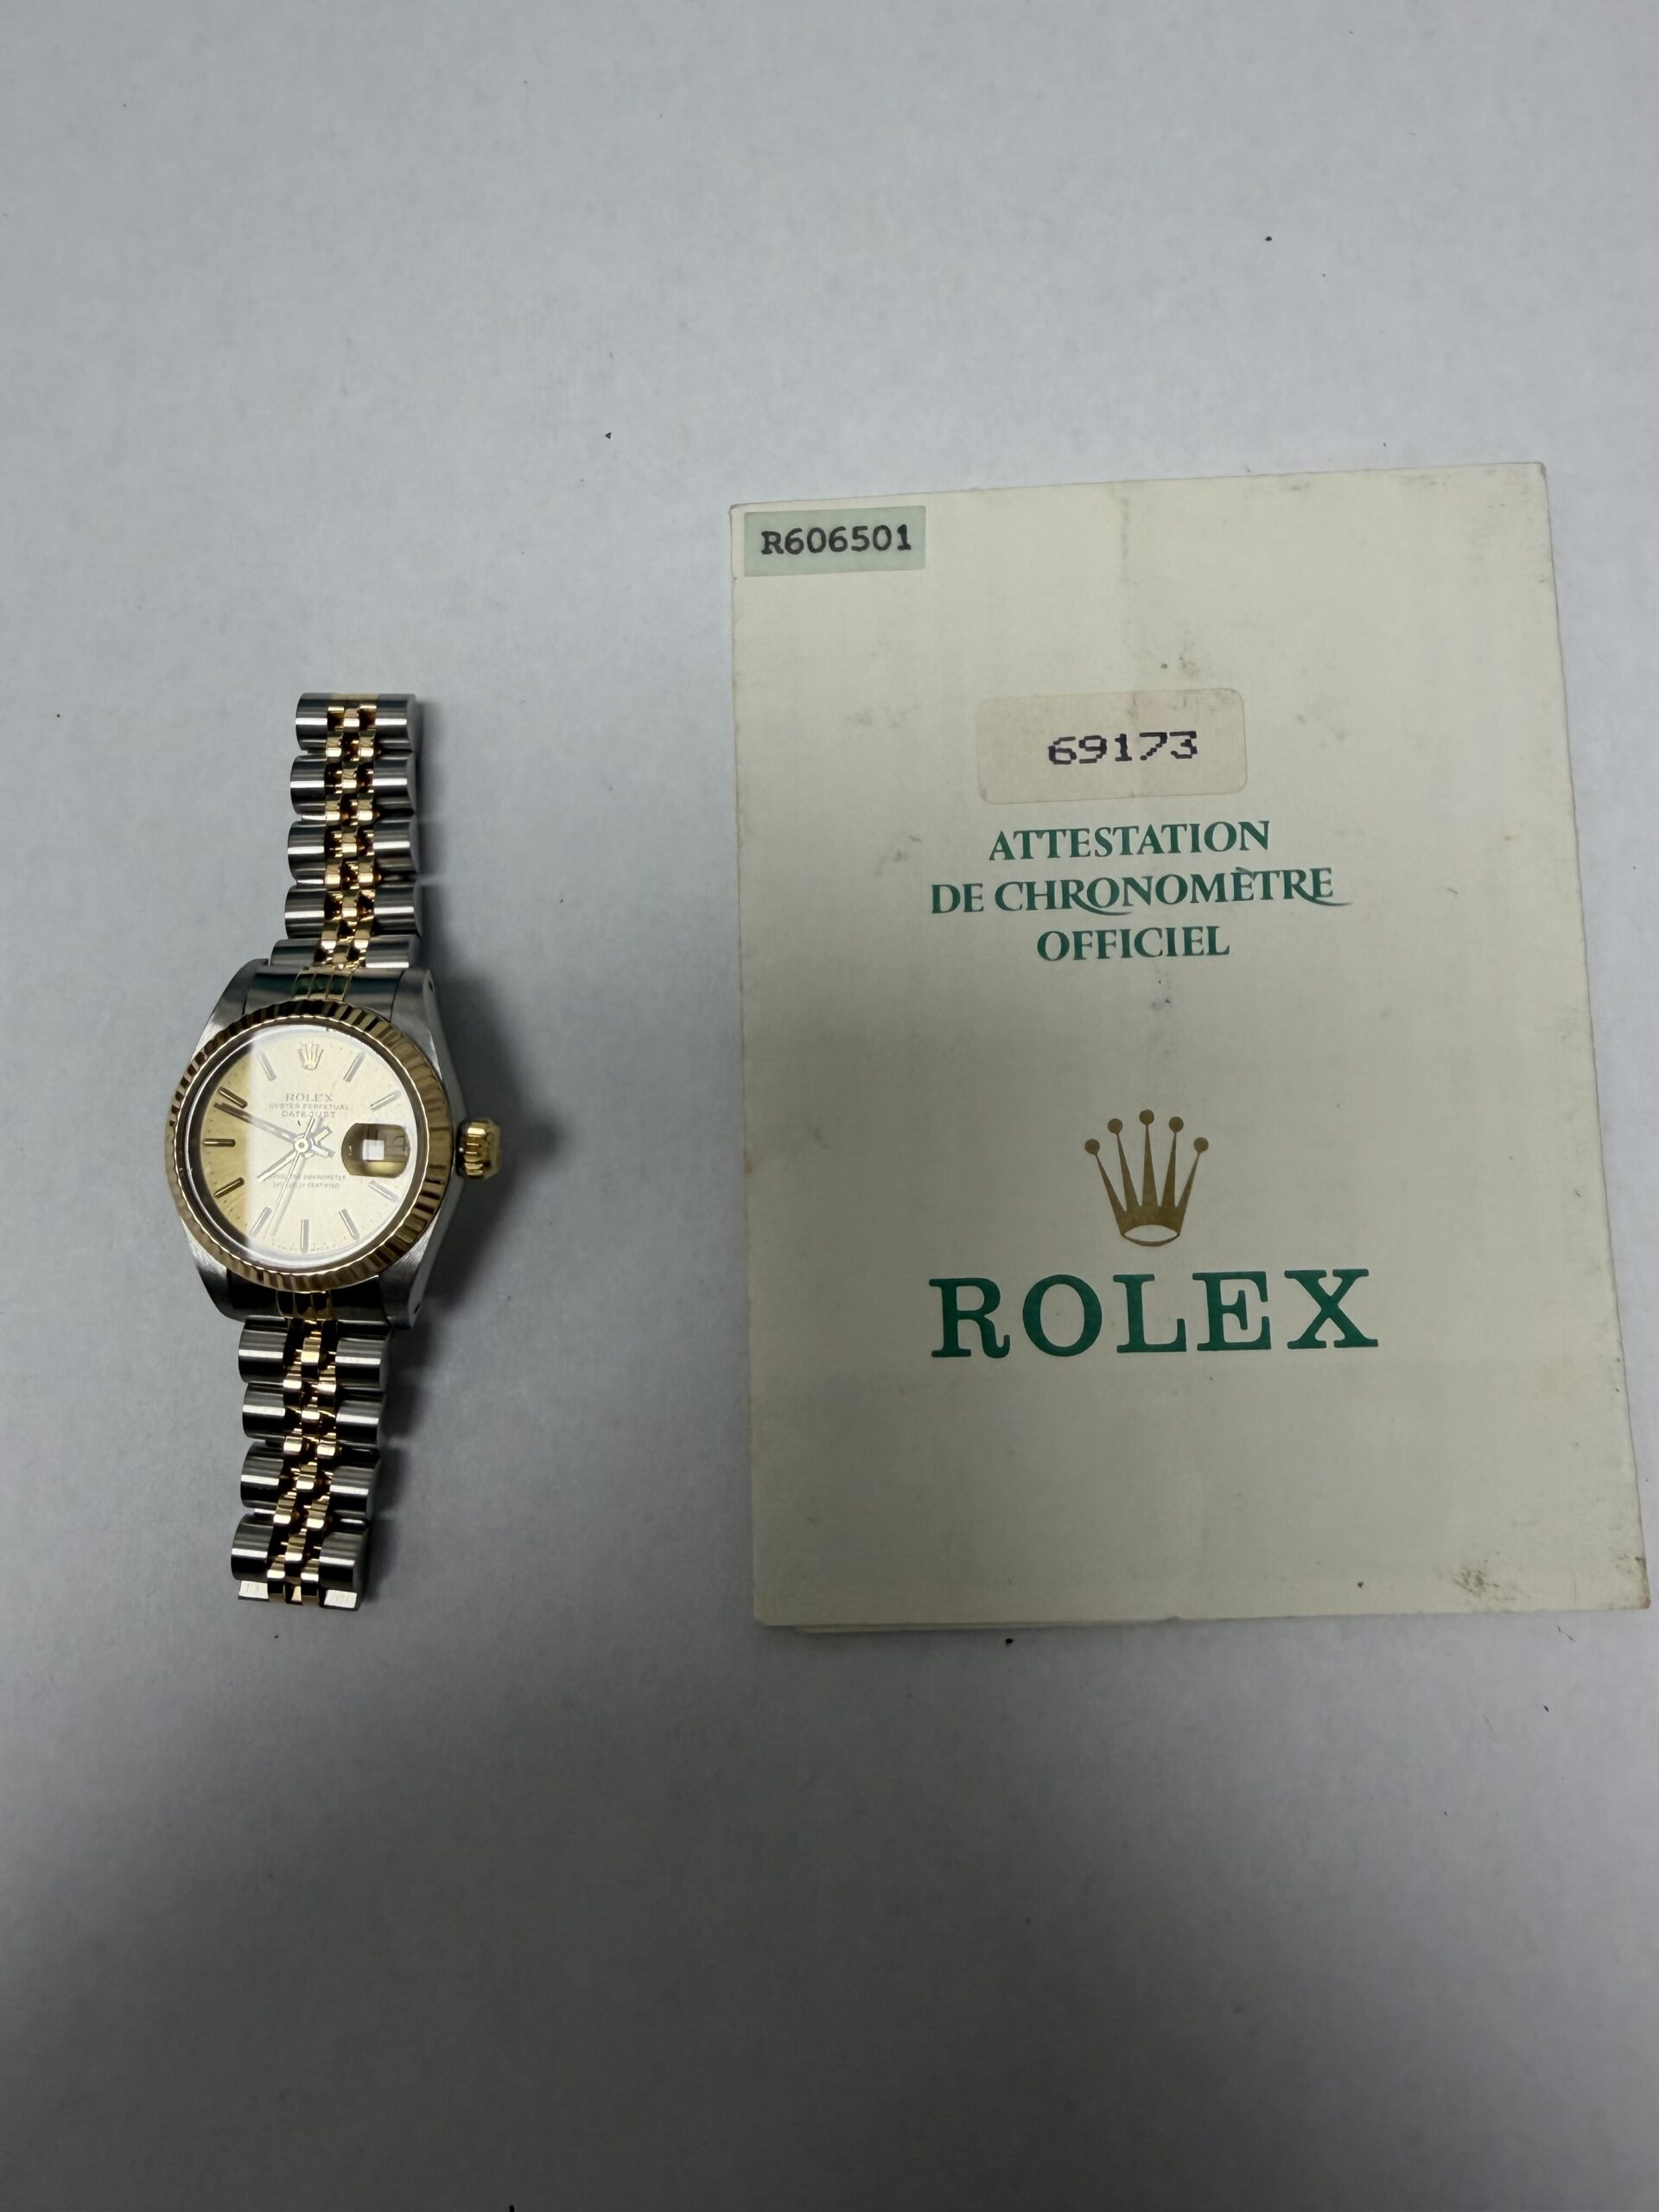 ROLEX
OYSTER PERPETUAL
DATEJUST
R606501
69173
ATTESTATION
DE CHRONOMÈTRE
OFFICIEL
ROLEX